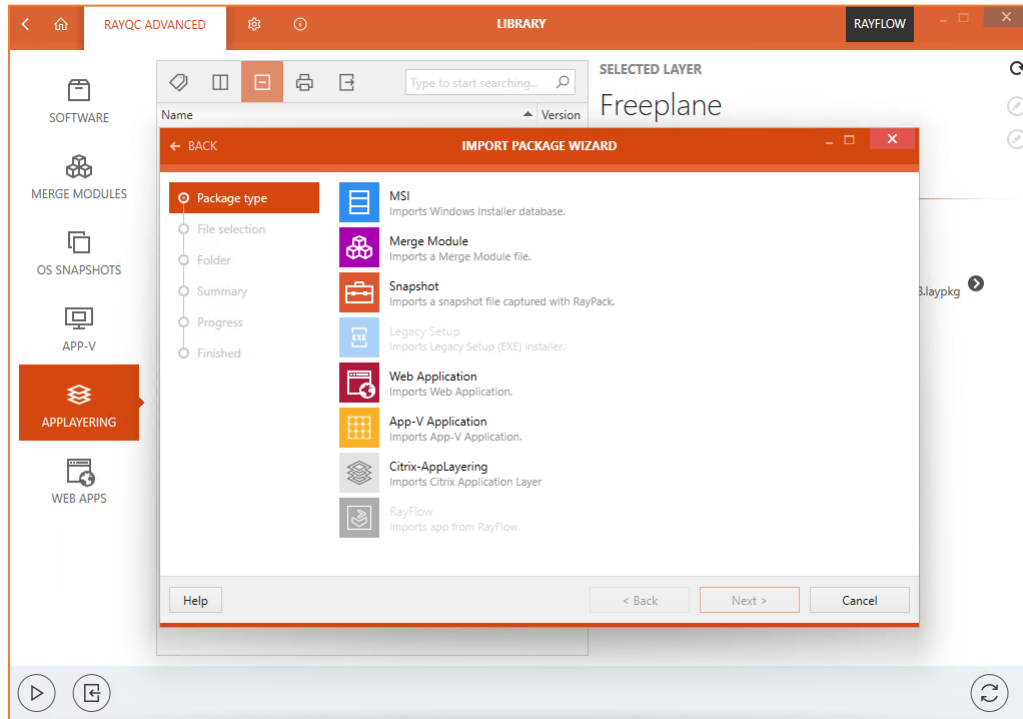 RAYQC ADVANCED
LIBRARY
RAYFLOW
SOFTWARE
MERGE MODULES
OS SNAPSHOTS
APP-V
APPLAYERING
WEB APPS
Type to start searching...
Name
Version
SELECTED LAYER
Freeplane
.laypkg
BACK
IMPORT PACKAGE WIZARD
Package type
File selection
Folder
Summary
Progress
Finished
MSI
Imports Windows Installer database.
Merge Module
Imports a Merge Module file.
Snapshot
Imports a snapshot file captured with RayPack.
EXE
Legacy Setup
Imports Legacy Setup (EXE) installer.
Web Application
Imports Web Application.
App-V Application
Imports App-V Application.
Citrix-AppLayering
Imports Citrix Application Layer
RayFlow
Imports app from RayFlow.
Help
< Back
Next >
Cancel